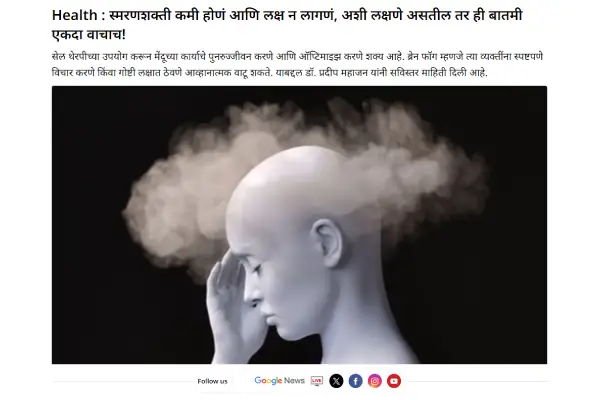 Health : स्मरणशक्ती कमी होणं आणि लक्ष न लागणं, अशी लक्षणे असतील तर ही बातमी
एकदा वाचाच!
सेल थेरपीच्या उपयोग करून मेंदूच्या कार्याचे पुनरुज्जीवन करणे आणि ऑप्टिमाइझ करणे शक्य आहे. ब्रेन फॉग म्हणजे त्या व्यक्तींना स्पष्टपणे
विचार करणे किंवा गोष्टी लक्षात ठेवणे आव्हानात्मक वाटू शकते. याबद्दल डॉ. प्रदीप महाजन यांनी सविस्तर माहिती दिली आहे.
Follow us Google News LIVE